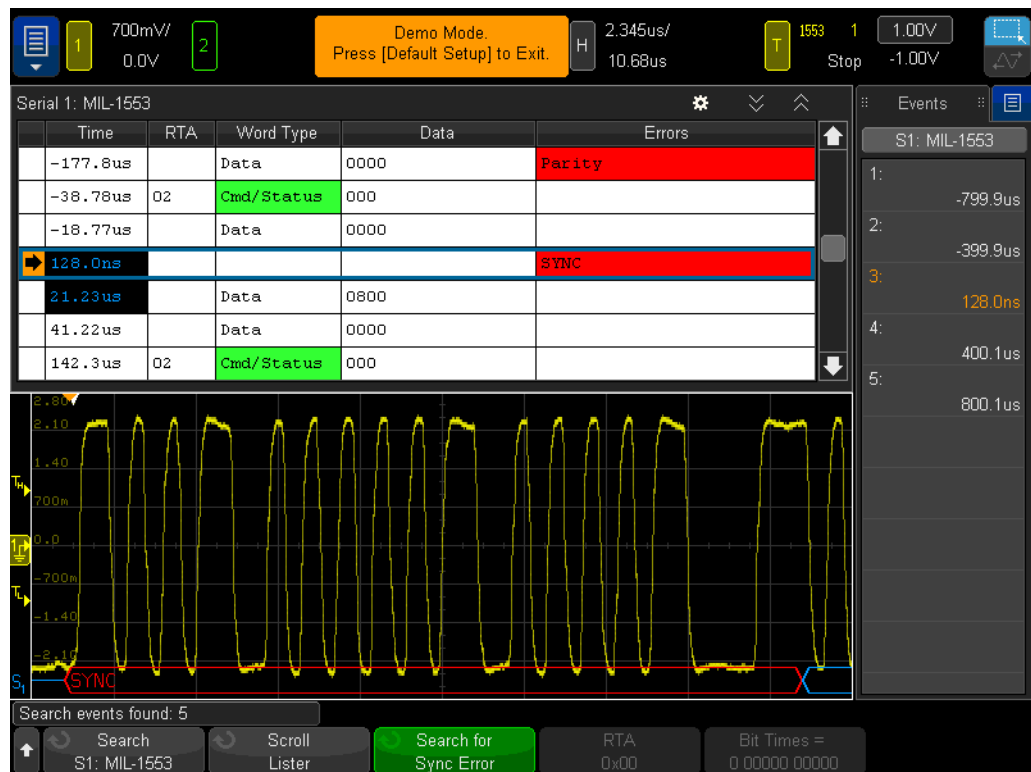 1
700mV/
0.0V
2
Demo Mode.
Press [Default Setup] to Exit.
H
2.345us/
10.68us
T
1553 1
Stop
1.00V
-1.00V
Serial 1: MIL-1553
Time RTA Word Type Data Errors
-177.8us Data 0000 Parity
-38.78us 02 Cmd/Status 000
-18.77us Data 0000
128.0ns SYNC
21.23us Data 0800
41.22us Data 0000
142.3us 02 Cmd/Status 000
Events
S1: MIL-1553
1:
-799.9us
2:
-399.9us
3:
128.0ns
4:
400.1us
5:
800.1us
2.80
2.10
1.40
TH
700m
1
0.0
-700m
TL
-1.40
-2.10
S1
SYNC
Search events found: 5
Search
S1: MIL-1553
Scroll
Lister
Search for
Sync Error
RTA
0x00
Bit Times =
0 00000 00000